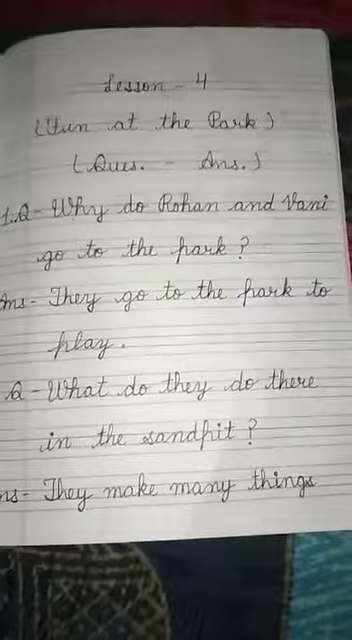 Lesson - 4
(Fun at the Park)
(Ques. - Ans.)
1.Q- Why do Rohan and Vani
go to the park?
Ans- They go to the park to
play.
Q- What do they do there
in the sandpit?
ns- They make many things